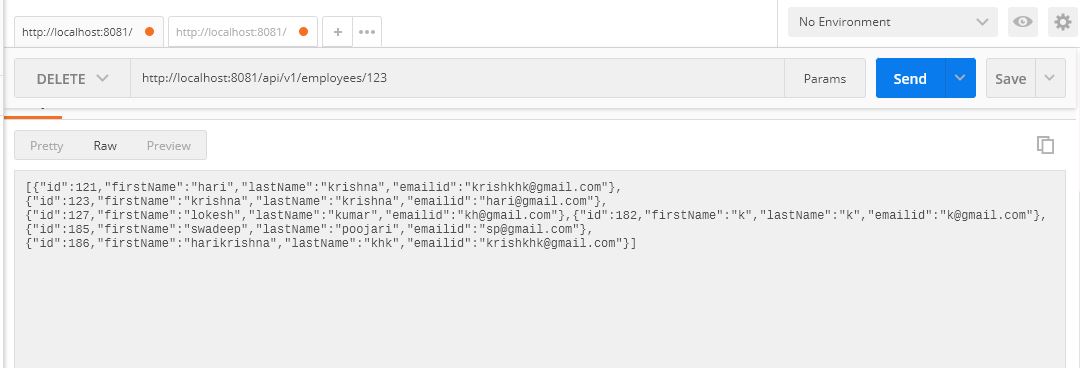 http://localhost:8081/ http://localhost:8081/ + ••• No Environment
DELETE http://localhost:8081/api/v1/employees/123 Params Send Save
Pretty Raw Preview
[{"id":121,"firstName":"hari","lastName":"krishna","emailid":"krishkhk@gmail.com"},
{"id":123,"firstName":"krishna","lastName":"krishna","emailid":"hari@gmail.com"},
{"id":127,"firstName":"lokesh","lastName":"kumar","emailid":"kh@gmail.com"},{"id":182,"firstName":"k","lastName":"k","emailid":"k@gmail.com"},
{"id":185,"firstName":"swadeep","lastName":"poojari","emailid":"sp@gmail.com"},
{"id":186,"firstName":"harikrishna","lastName":"khk","emailid":"krishkhk@gmail.com"}]